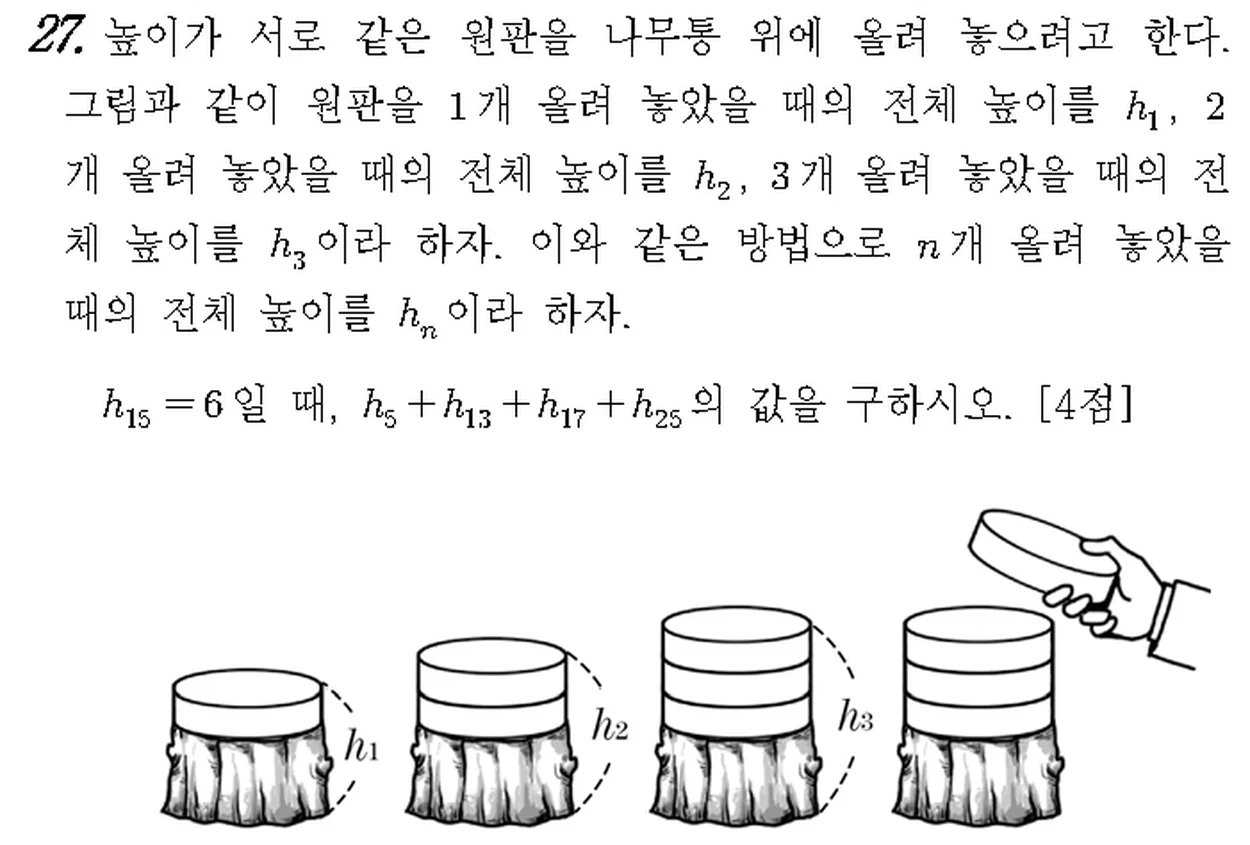 27. 높이가 서로 같은 원판을 나무통 위에 올려 놓으려고 한다.
그림과 같이 원판을 1개 올려 놓았을 때의 전체 높이를 h₁, 2
개 올려 놓았을 때의 전체 높이를 h₂, 3개 올려 놓았을 때의 전
체 높이를 h₃이라 하자. 이와 같은 방법으로 n개 올려 놓았을
때의 전체 높이를 hₙ이라 하자.
h₁₅ = 6일 때, h₅ + h₁₃ + h₁₇ + h₂₅의 값을 구하시오. [4점]
h₁
h₂
h₃